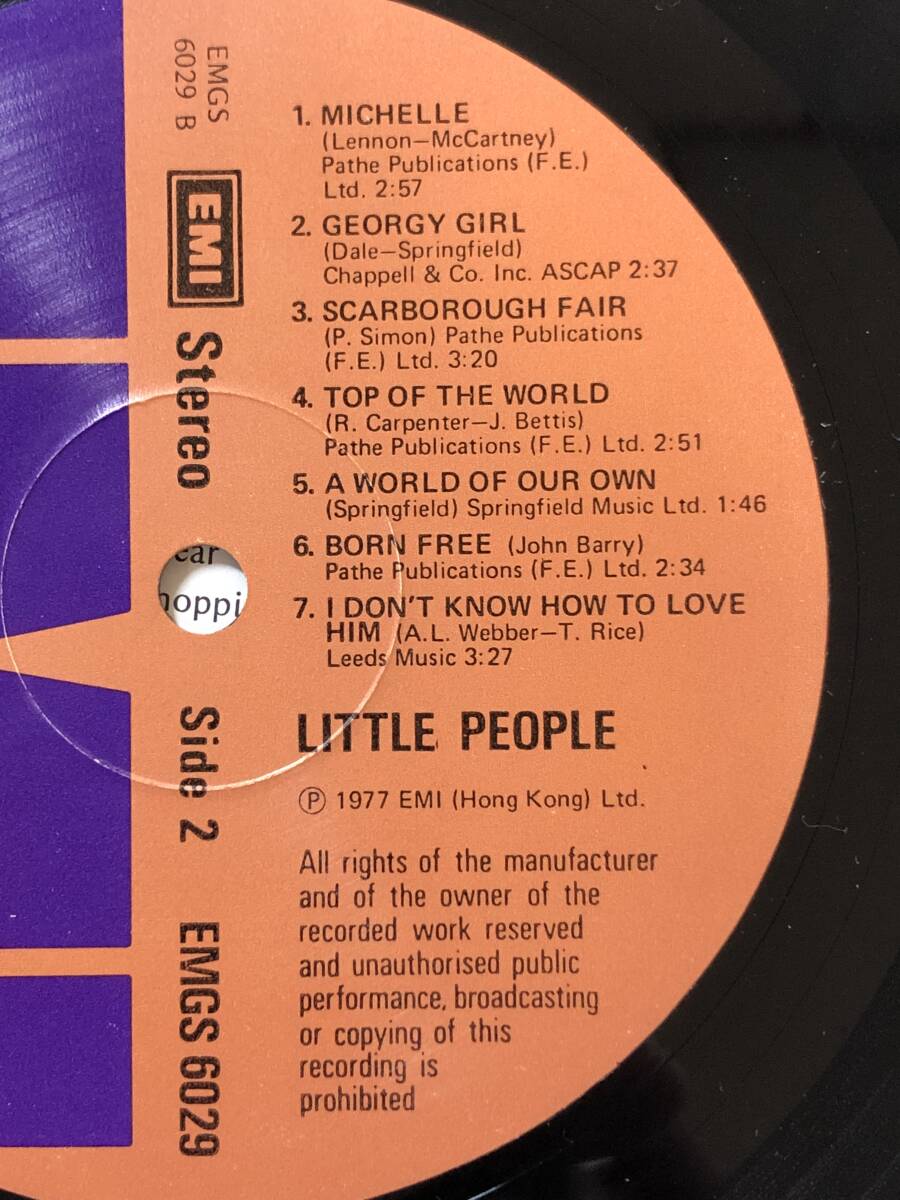 EMGS
6029 B
EMI
Stereo
ear
hoppi
Side 2
EMGS 6029
1. MICHELLE
(Lennon—McCartney)
Pathe Publications (F.E.)
Ltd. 2:57
2. GEORGY GIRL
(Dale—Springfield)
Chappell & Co. Inc. ASCAP 2:37
3. SCARBOROUGH FAIR
(P. Simon) Pathe Publications
(F.E.) Ltd. 3:20
4. TOP OF THE WORLD
(R. Carpenter—J. Bettis)
Pathe Publications (F.E.) Ltd. 2:51
5. A WORLD OF OUR OWN
(Springfield) Springfield Music Ltd. 1:46
6. BORN FREE (John Barry)
Pathe Publications (F.E.) Ltd. 2:34
7. I DON'T KNOW HOW TO LOVE
HIM (A.L. Webber—T. Rice)
Leeds Music 3:27
LITTLE PEOPLE
Ⓟ 1977 EMI (Hong Kong) Ltd.
All rights of the manufacturer
and of the owner of the
recorded work reserved
and unauthorised public
performance, broadcasting
or copying of this
recording is
prohibited